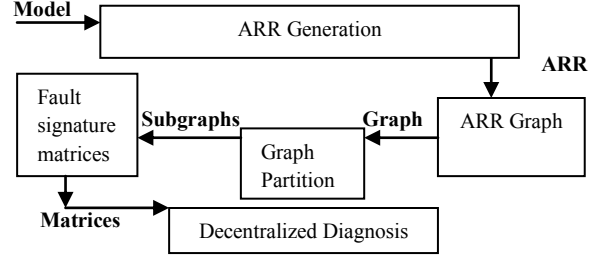 Model
ARR Generation
ARR
Fault
signature
matrices
Subgraphs
Graph
Partition
Graph
ARR Graph
Matrices
Decentralized Diagnosis